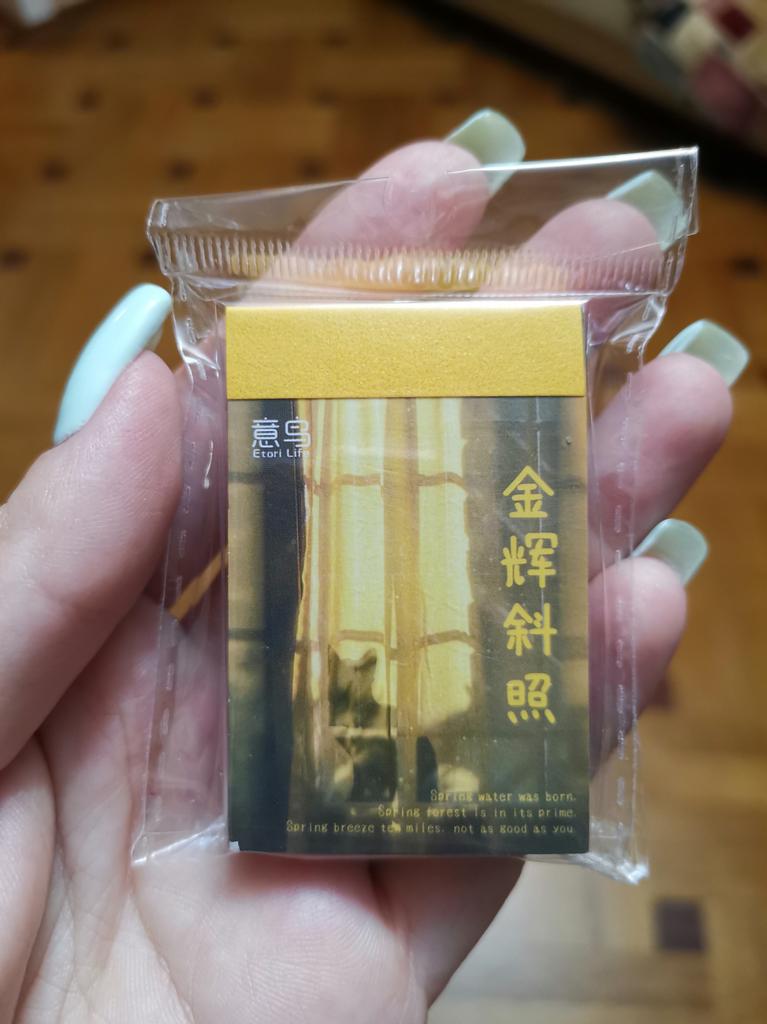 意鸟
Etori Life
金辉斜照
Spring water was born.
Spring forest is in its prime.
Spring breeze ten miles. not as good as you.